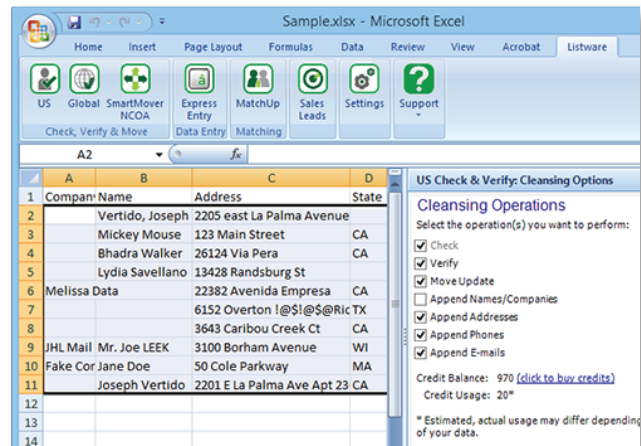 Sample.xlsx - Microsoft Excel
Home Insert Page Layout Formulas Data Review View Acrobat Listware
US Global SmartMover NCOA Express Entry MatchUp Sales Leads Settings Support
Check, Verify & Move Data Entry Matching
A2 fx
A B C D
1 Company Name Address State
2 Vertido, Joseph 2205 east La Palma Avenue
3 Mickey Mouse 123 Main Street CA
4 Bhadra Walker 26124 Via Pera CA
5 Lydia Savellano 13428 Randsburg St
6 Melissa Data 22382 Avenida Empresa CA
7 6152 Overton !@$!@$@Ric TX
8 3643 Caribou Creek Ct CA
9 JHL Mail Mr. Joe LEEK 3100 Borham Avenue WI
10 Fake Cor Jane Doe 50 Cole Parkway MA
11 Joseph Vertido 2201 E La Palma Ave Apt 23 CA
12
13
14
US Check & Verify: Cleansing Options
Cleansing Operations
Select the operation(s) you want to perform:
Check
Verify
Move Update
Append Names/Companies
Append Addresses
Append Phones
Append E-mails
Credit Balance: 970 (click to buy credits)
Credit Usage: 20*
* Estimated, actual usage may differ depending
of your data.